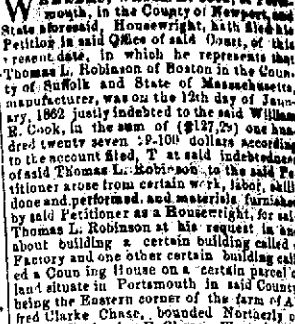 mouth, in the County of Newport, and
State aforesaid, Housewright, hath filed his
Petition in said Office of said Court, of this
present date, in which he represents that
Thomas L. Robinson of Boston in the Coun
ty of Suffolk and State of Massachusetts,
manufacturer, was on the 12th day of Janu
ary, 1862 justly indebted to the said William
R. Cook, in the sum of ($127,29) one hun
dred twenty seven 29-100 dollars according
to the account filed, T at said indebtedness
of said Thomas L. Robinson to the said Pe
titioner arose from certain work, labor, skill
done and performed, and materials furnished
by said Petitioner as a Housewright, for said
Thomas L. Robinson at his request in and
about building a certain building called
Factory and one other certain building call
ed a Coun ing House on a certain parcel o
land situate in Portsmouth in said County
being the Eastern corner of the farm of A
fred Clarke Chase, bounded Northerly o